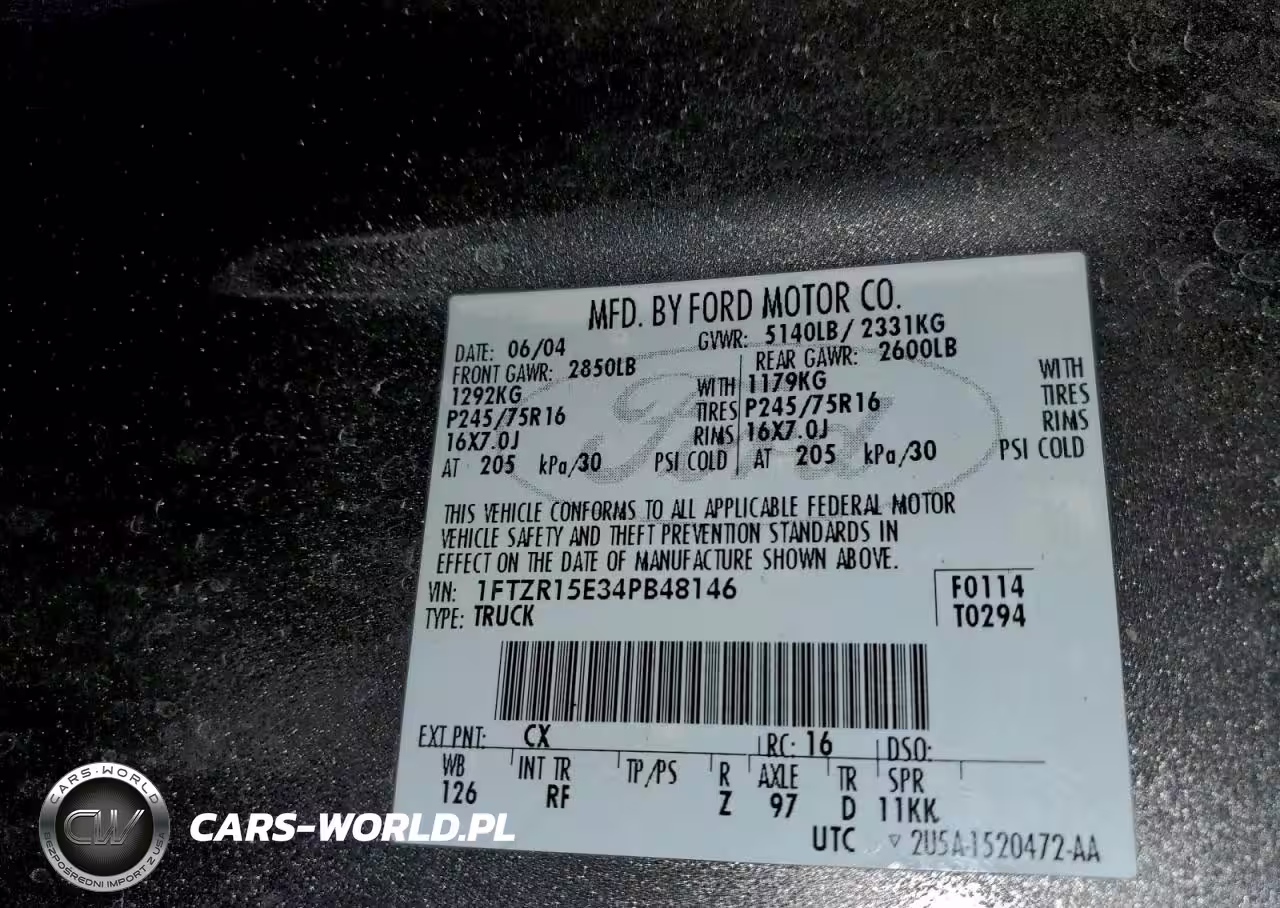 MFD. BY FORD MOTOR CO.
DATE: 06/04 GVWR: 5140LB/ 2331KG
FRONT GAWR: 2850LB REAR GAWR: 2600LB
1292KG WITH 1179KG WITH
P245/75R16 TIRES P245/75R16 TIRES
16X7.0J RIMS 16X7.0J RIMS
AT 205 kPa/30 PSI COLD AT 205 kPa/30 PSI COLD
Ford
THIS VEHICLE CONFORMS TO ALL APPLICABLE FEDERAL MOTOR
VEHICLE SAFETY AND THEFT PREVENTION STANDARDS IN
EFFECT ON THE DATE OF MANUFACTURE SHOWN ABOVE.
VIN: 1FTZR15E34PB48146 F0114
TYPE: TRUCK T0294
EXT PNT: CX RC: 16 DSO:
WB INT TR TP/PS R AXLE TR SPR
126 RF Z 97 D 11KK
UTC ▽ 2U5A-1520472-AA
CARS-WORLD
CW
BEZPOŚREDNI IMPORT Z USA
CARS-WORLD.PL